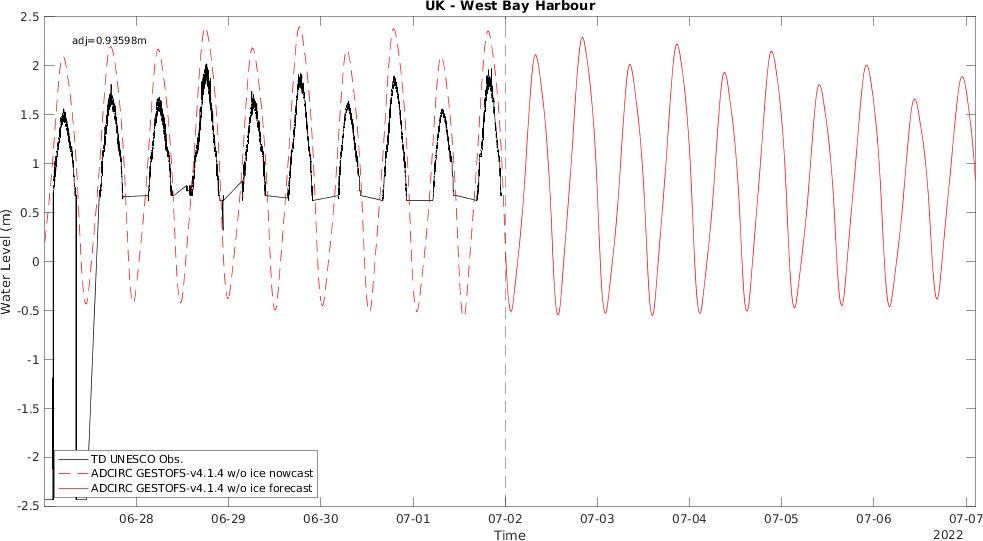 UK - West Bay Harbour
adj=0.93598m
2.5
2
1.5
1
0.5
0
-0.5
-1
-1.5
-2
-2.5
Water Level (m)
TD UNESCO Obs.
ADCIRC GESTOFS-v4.1.4 w/o ice nowcast
ADCIRC GESTOFS-v4.1.4 w/o ice forecast
06-28 06-29 06-30 07-01 07-02 07-03 07-04 07-05 07-06 07-07
Time
2022